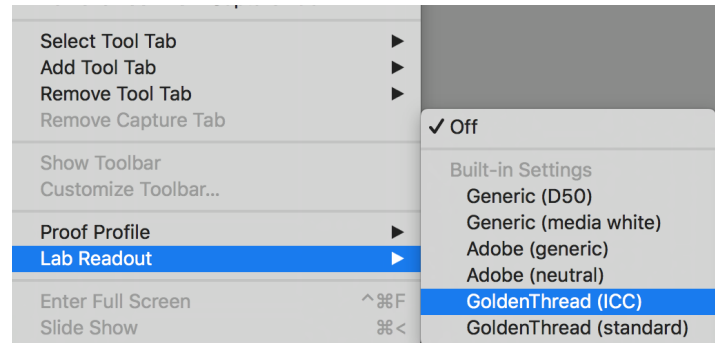 Select Tool Tab
Add Tool Tab
Remove Tool Tab
Remove Capture Tab
Show Toolbar
Customize Toolbar...
Proof Profile
Lab Readout
Enter Full Screen ^⌘F
Slide Show ⌘<
✓ Off
Built-in Settings
Generic (D50)
Generic (media white)
Adobe (generic)
Adobe (neutral)
GoldenThread (ICC)
GoldenThread (standard)